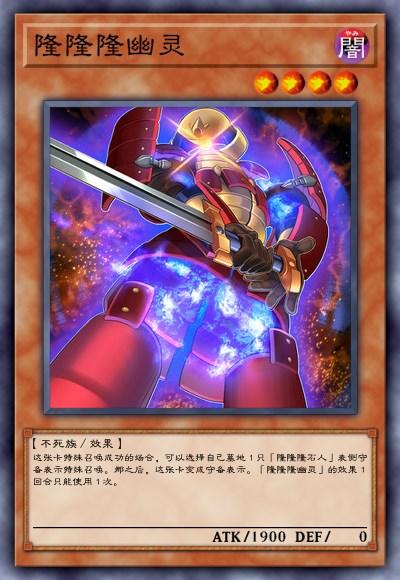 隆隆隆幽灵
やみ
闇
【不死族/效果】
这张卡特殊召唤成功的场合，可以选择自己墓地1只「隆隆隆石人」表侧守
备表示特殊召唤。那之后，这张卡变成守备表示。「隆隆隆幽灵」的效果1
回合只能使用1次。
ATK/1900 DEF/ 0